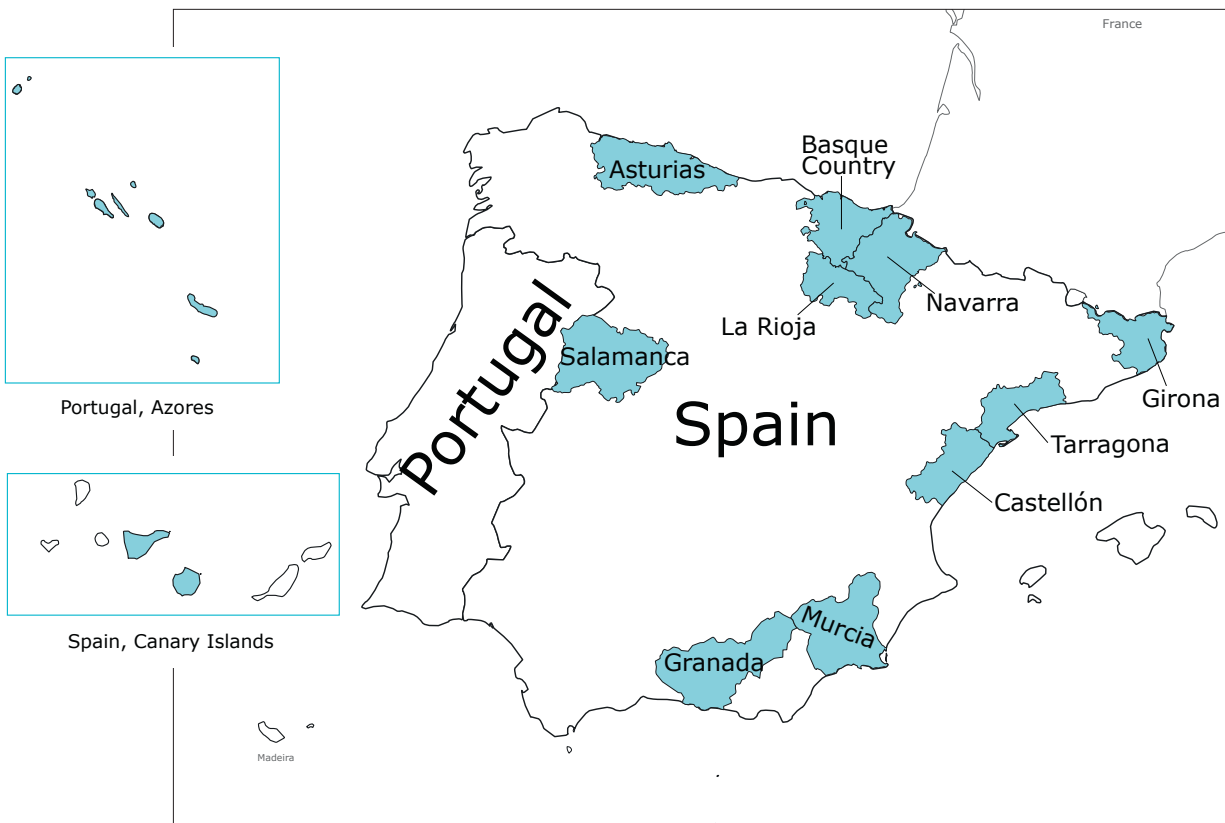 France
Basque
Country
Asturias
Navarra
La Rioja
Portugal
Salamanca
Girona
Portugal, Azores
Spain
Tarragona
Castellón
Murcia
Spain, Canary Islands
Granada
Madeira